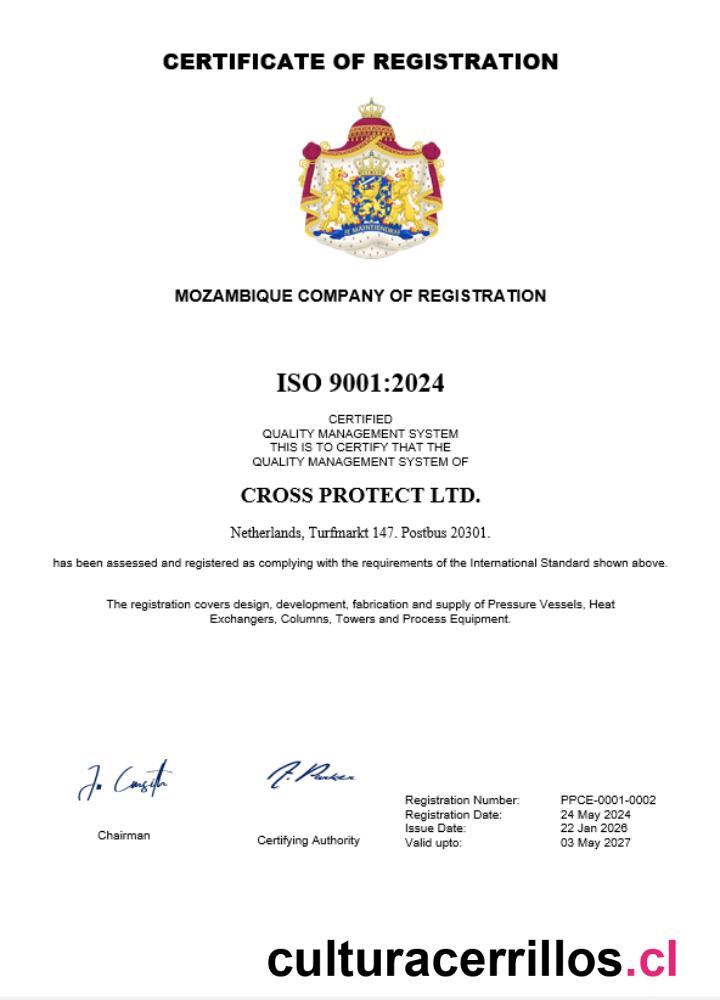 CERTIFICATE OF REGISTRATION
JE MAINTIENDRAI
MOZAMBIQUE COMPANY OF REGISTRATION
ISO 9001:2024
CERTIFIED
QUALITY MANAGEMENT SYSTEM
THIS IS TO CERTIFY THAT THE
QUALITY MANAGEMENT SYSTEM OF
CROSS PROTECT LTD.
Netherlands, Turfmarkt 147. Postbus 20301.
has been assessed and registered as complying with the requirements of the International Standard shown above.
The registration covers design, development, fabrication and supply of Pressure Vessels, Heat
Exchangers, Columns, Towers and Process Equipment.
Chairman
Certifying Authority
Registration Number: PPCE-0001-0002
Registration Date: 24 May 2024
Issue Date: 22 Jan 2026
Valid upto: 03 May 2027
culturacerrillos.cl